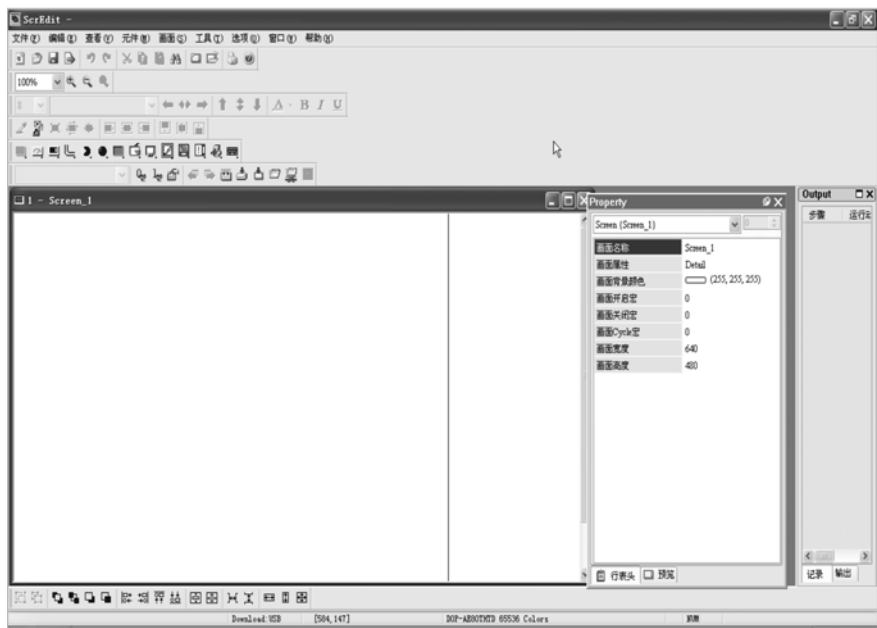 ScrEdit -
文件(F) 编辑(E) 查看(V) 元件(M) 画面(S) 工具(T) 选项(O) 窗口(W) 帮助(H)
100%
A B I U
1 - Screen_1
Property
Screen (Screen_1) 0
画面名称 Screen_1
画面属性 Detail
画面背景颜色 (255, 255, 255)
画面开启宏 0
画面关闭宏 0
画面Cycle宏 0
画面宽度 640
画面高度 480
行表头 预览
Output
步骤
记录 输出
Download:USB [584,147] DOP-AE80THTD 65536 Colors